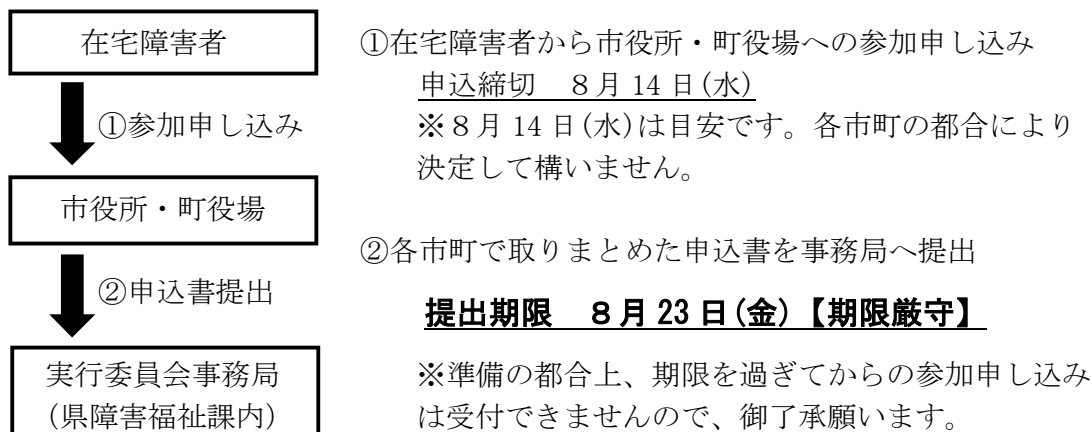 在宅障害者
①参加申し込み
市役所・町役場
②申込書提出
実行委員会事務局
(県障害福祉課内)
①在宅障害者から市役所・町役場への参加申し込み
申込締切　８月 14 日(水)
※８月 14 日(水)は目安です。各市町の都合により
決定して構いません。
②各市町で取りまとめた申込書を事務局へ提出
提出期限　８月 23 日(金)【期限厳守】
※準備の都合上、期限を過ぎてからの参加申し込み
は受付できませんので、御了承願います。